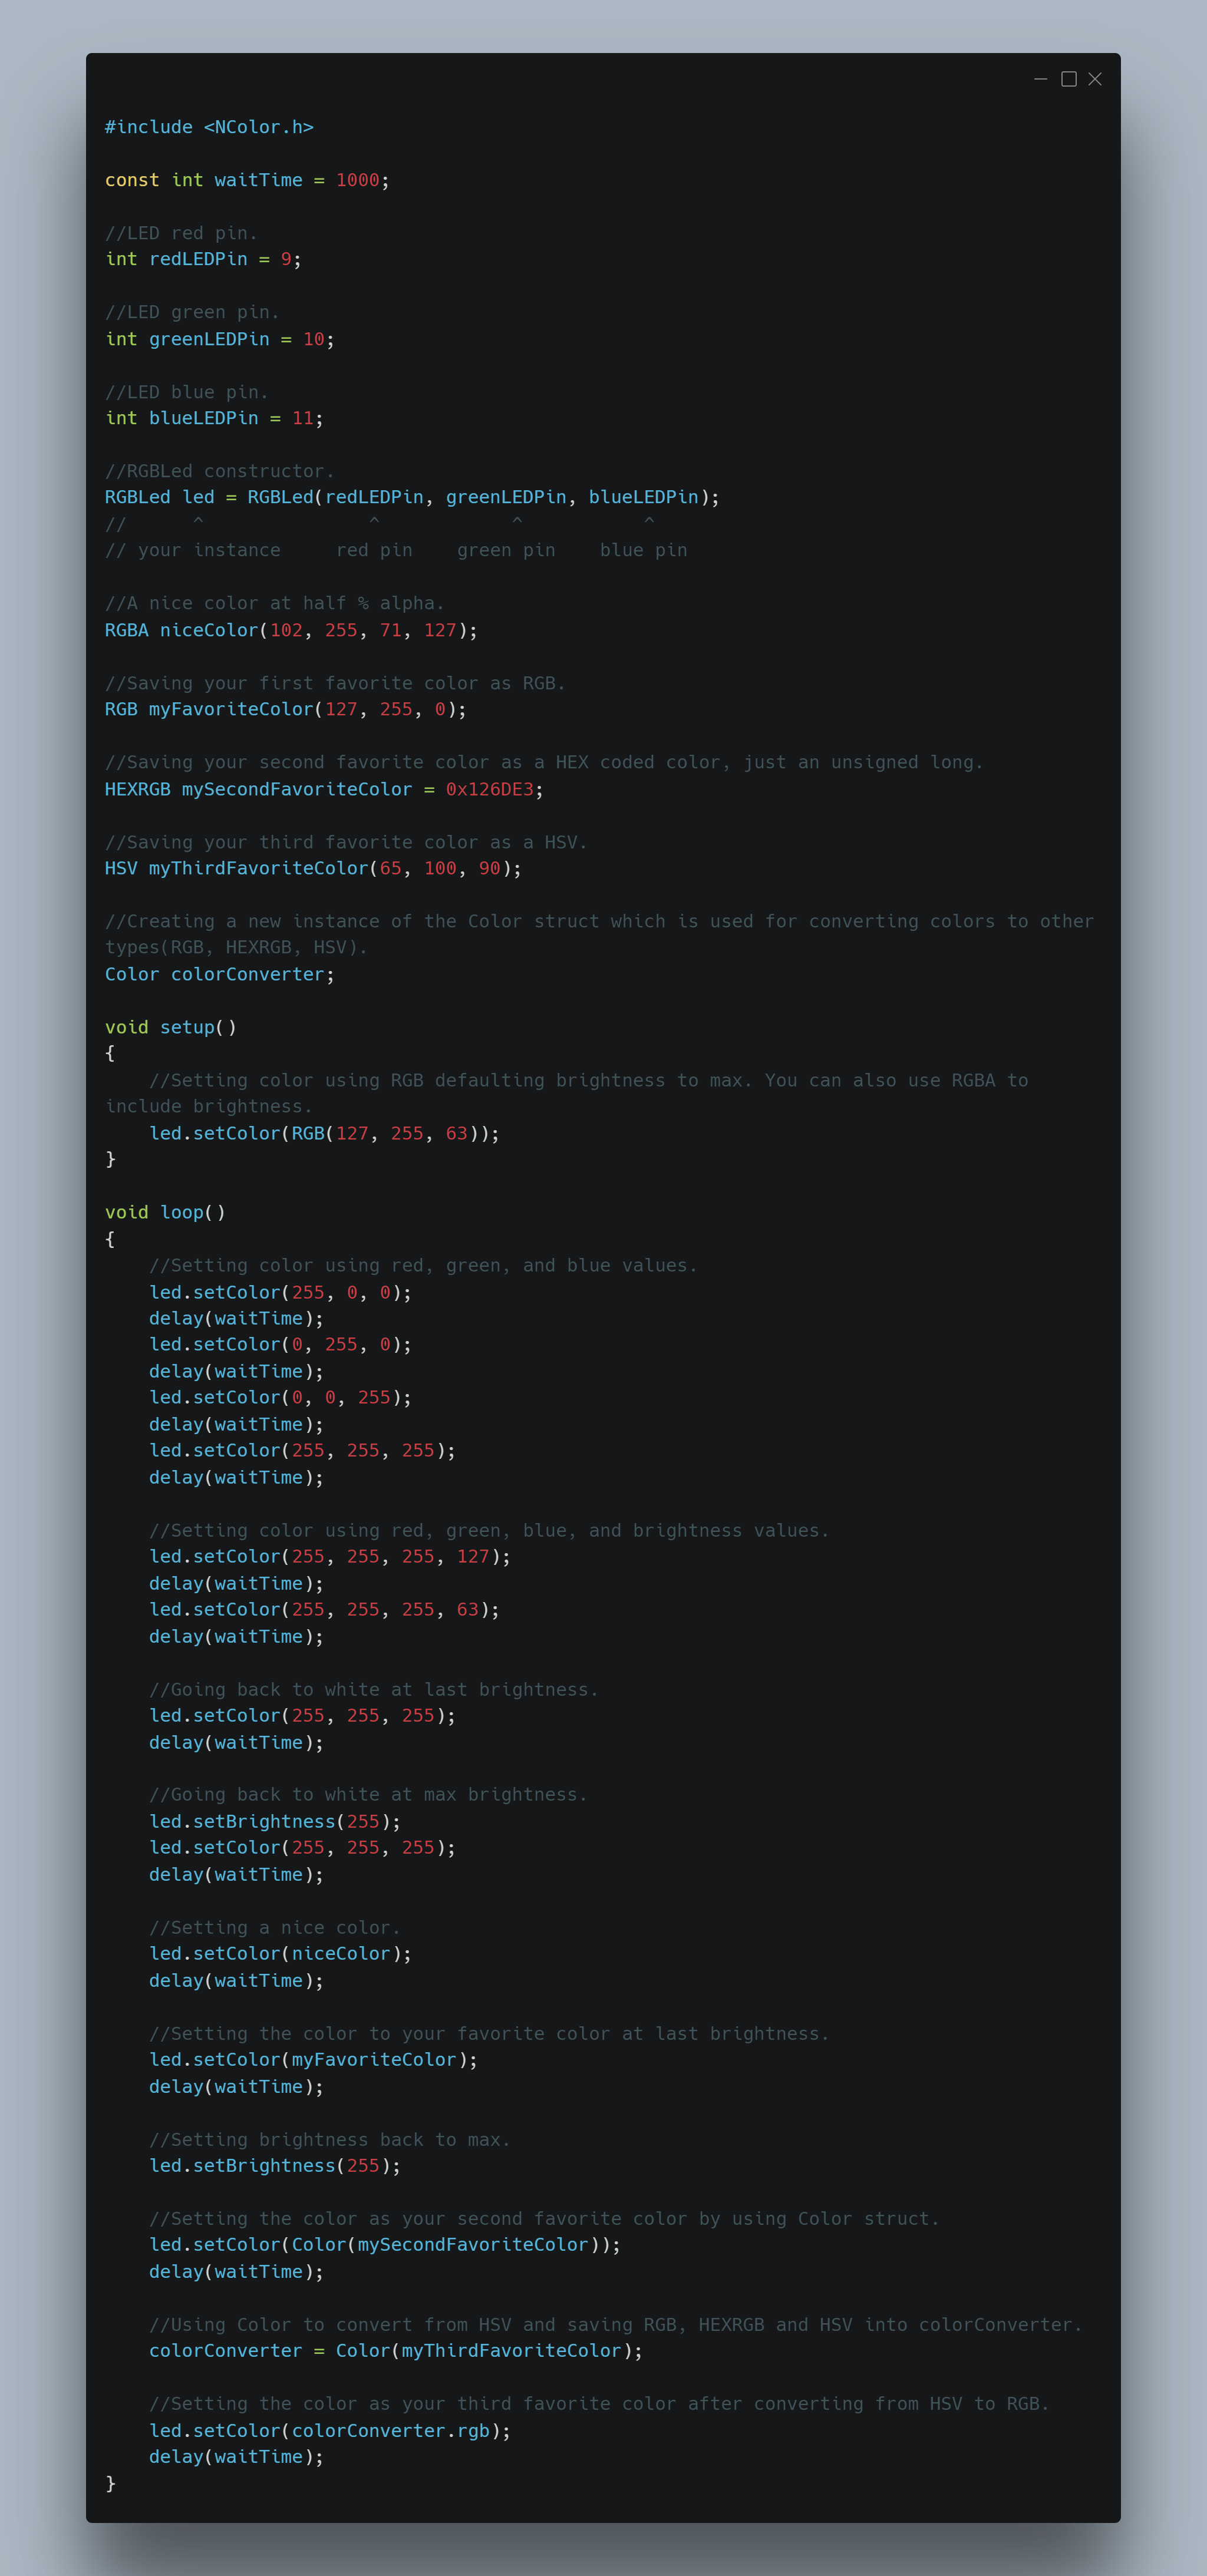 #include <NColor.h>

const int waitTime = 1000;

//LED red pin.
int redLEDPin = 9;

//LED green pin.
int greenLEDPin = 10;

//LED blue pin.
int blueLEDPin = 11;

//RGBLed constructor.
RGBLed led = RGBLed(redLEDPin, greenLEDPin, blueLEDPin);
//      ^               ^            ^           ^
// your instance     red pin    green pin    blue pin

//A nice color at half % alpha.
RGBA niceColor(102, 255, 71, 127);

//Saving your first favorite color as RGB.
RGB myFavoriteColor(127, 255, 0);

//Saving your second favorite color as a HEX coded color, just an unsigned long.
HEXRGB mySecondFavoriteColor = 0x126DE3;

//Saving your third favorite color as a HSV.
HSV myThirdFavoriteColor(65, 100, 90);

//Creating a new instance of the Color struct which is used for converting colors to other
types(RGB, HEXRGB, HSV).
Color colorConverter;

void setup()
{
    //Setting color using RGB defaulting brightness to max. You can also use RGBA to
include brightness.
    led.setColor(RGB(127, 255, 63));
}

void loop()
{
    //Setting color using red, green, and blue values.
    led.setColor(255, 0, 0);
    delay(waitTime);
    led.setColor(0, 255, 0);
    delay(waitTime);
    led.setColor(0, 0, 255);
    delay(waitTime);
    led.setColor(255, 255, 255);
    delay(waitTime);

    //Setting color using red, green, blue, and brightness values.
    led.setColor(255, 255, 255, 127);
    delay(waitTime);
    led.setColor(255, 255, 255, 63);
    delay(waitTime);

    //Going back to white at last brightness.
    led.setColor(255, 255, 255);
    delay(waitTime);

    //Going back to white at max brightness.
    led.setBrightness(255);
    led.setColor(255, 255, 255);
    delay(waitTime);

    //Setting a nice color.
    led.setColor(niceColor);
    delay(waitTime);

    //Setting the color to your favorite color at last brightness.
    led.setColor(myFavoriteColor);
    delay(waitTime);

    //Setting brightness back to max.
    led.setBrightness(255);

    //Setting the color as your second favorite color by using Color struct.
    led.setColor(Color(mySecondFavoriteColor));
    delay(waitTime);

    //Using Color to convert from HSV and saving RGB, HEXRGB and HSV into colorConverter.
    colorConverter = Color(myThirdFavoriteColor);

    //Setting the color as your third favorite color after converting from HSV to RGB.
    led.setColor(colorConverter.rgb);
    delay(waitTime);
}